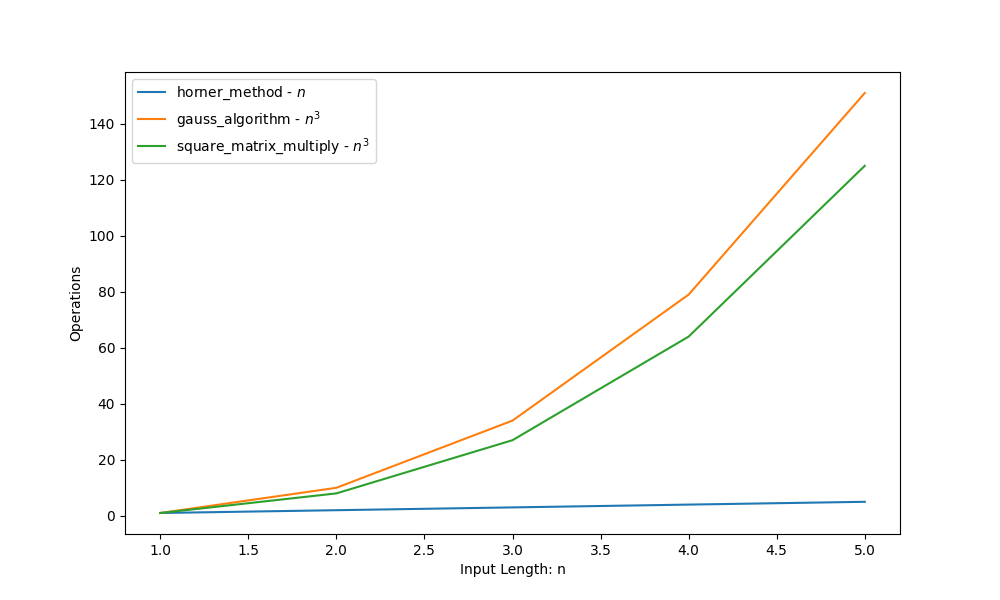 horner_method - n
gauss_algorithm - n³
square_matrix_multiply - n³
Operations
140
120
100
80
60
40
20
0
1.0 1.5 2.0 2.5 3.0 3.5 4.0 4.5 5.0
Input Length: n